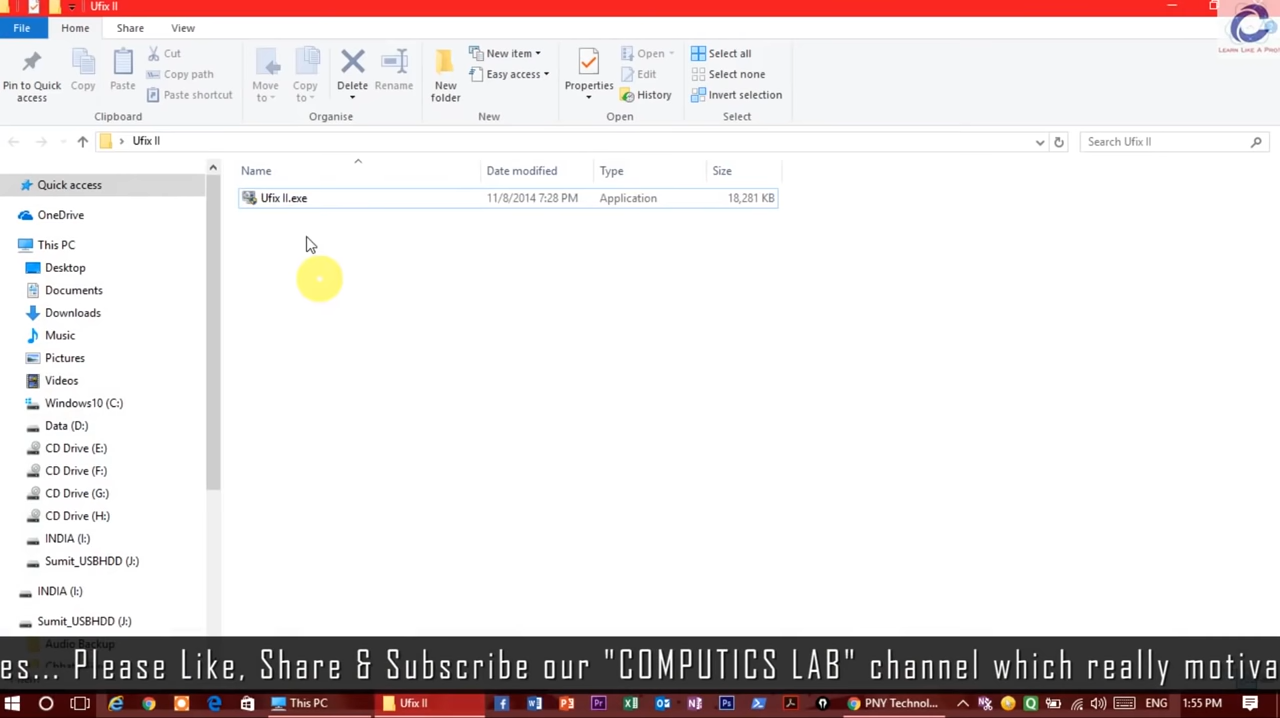 Ufix II
File Home Share View
Pin to Quick access
Copy
Paste
Cut
Copy path
Paste shortcut
Clipboard
Move to
Copy to
Delete
Rename
Organise
New folder
New item
Easy access
New
Properties
Open
Edit
History
Open
Select all
Select none
Invert selection
Select
Ufix II
Search Ufix II
Name Date modified Type Size
Ufix II.exe 11/8/2014 7:28 PM Application 18,281 KB
Quick access
OneDrive
This PC
Desktop
Documents
Downloads
Music
Pictures
Videos
Windows10 (C:)
Data (D:)
CD Drive (E:)
CD Drive (F:)
CD Drive (G:)
CD Drive (H:)
INDIA (I:)
Sumit_USBHDD (J:)
INDIA (I:)
Sumit_USBHDD (J:)
Audio Backup
LEARN LIKE A PRO
es... Please Like, Share & Subscribe our "COMPUTICS LAB" channel which really motiva
This PC Ufix II PNY Technol... ENG 1:55 PM